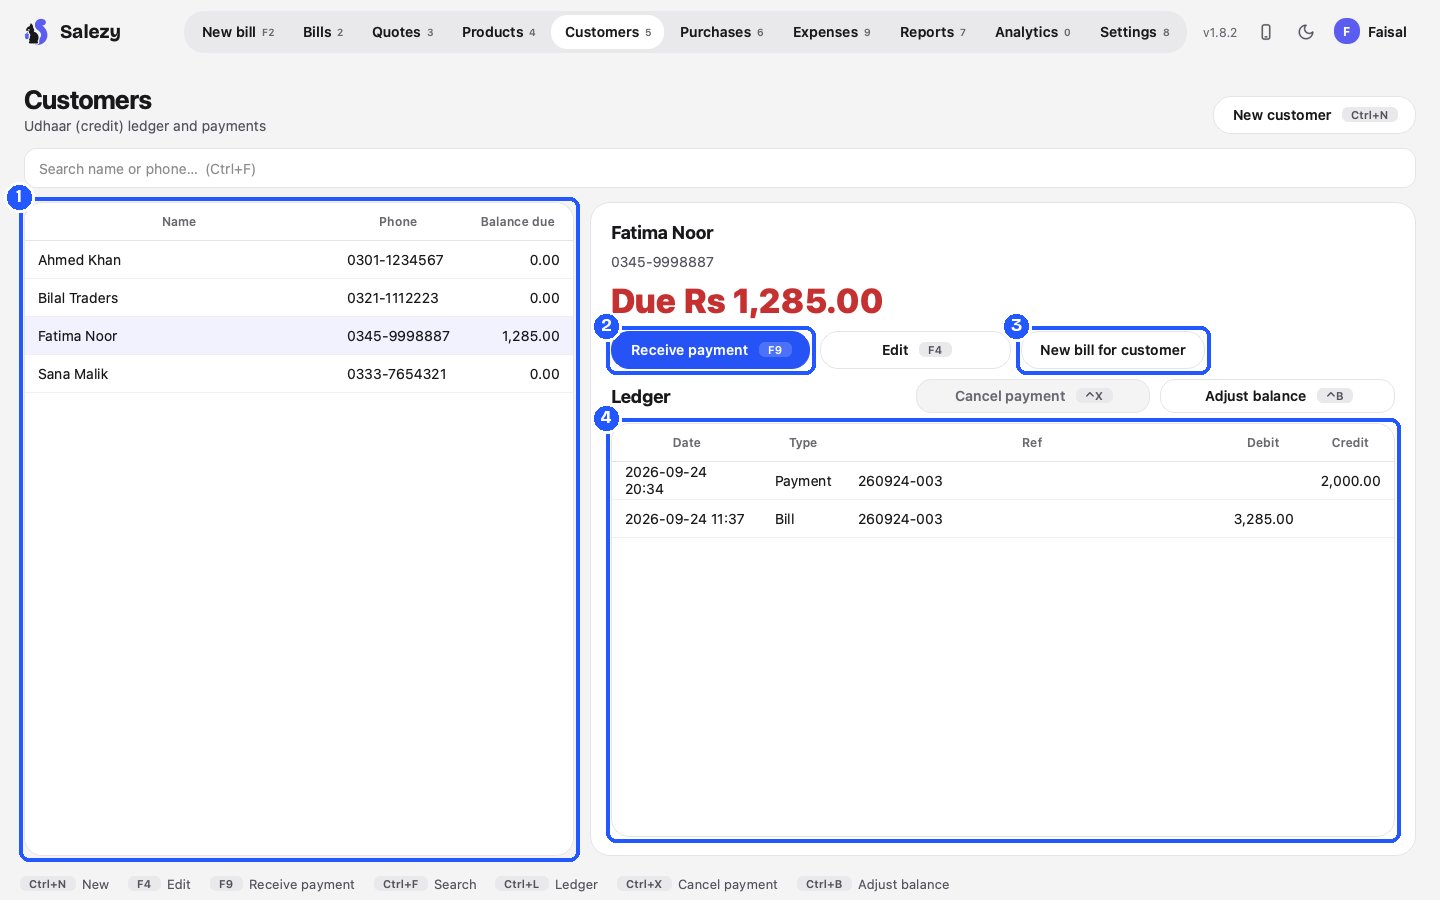 Salezy
New bill F2 Bills 2 Quotes 3 Products 4 Customers 5 Purchases 6 Expenses 9 Reports 7 Analytics 0 Settings 8
v1.8.2
F Faisal
Customers
Udhaar (credit) ledger and payments
New customer Ctrl+N
Search name or phone... (Ctrl+F)
1
Name Phone Balance due
Ahmed Khan 0301-1234567 0.00
Bilal Traders 0321-1112223 0.00
Fatima Noor 0345-9998887 1,285.00
Sana Malik 0333-7654321 0.00
Fatima Noor
0345-9998887
Due Rs 1,285.00
2 3
Receive payment F9 Edit F4 New bill for customer
Ledger Cancel payment ^X Adjust balance ^B
4
Date Type Ref Debit Credit
2026-09-24
20:34 Payment 260924-003 2,000.00
2026-09-24 11:37 Bill 260924-003 3,285.00
Ctrl+N New F4 Edit F9 Receive payment Ctrl+F Search Ctrl+L Ledger Ctrl+X Cancel payment Ctrl+B Adjust balance